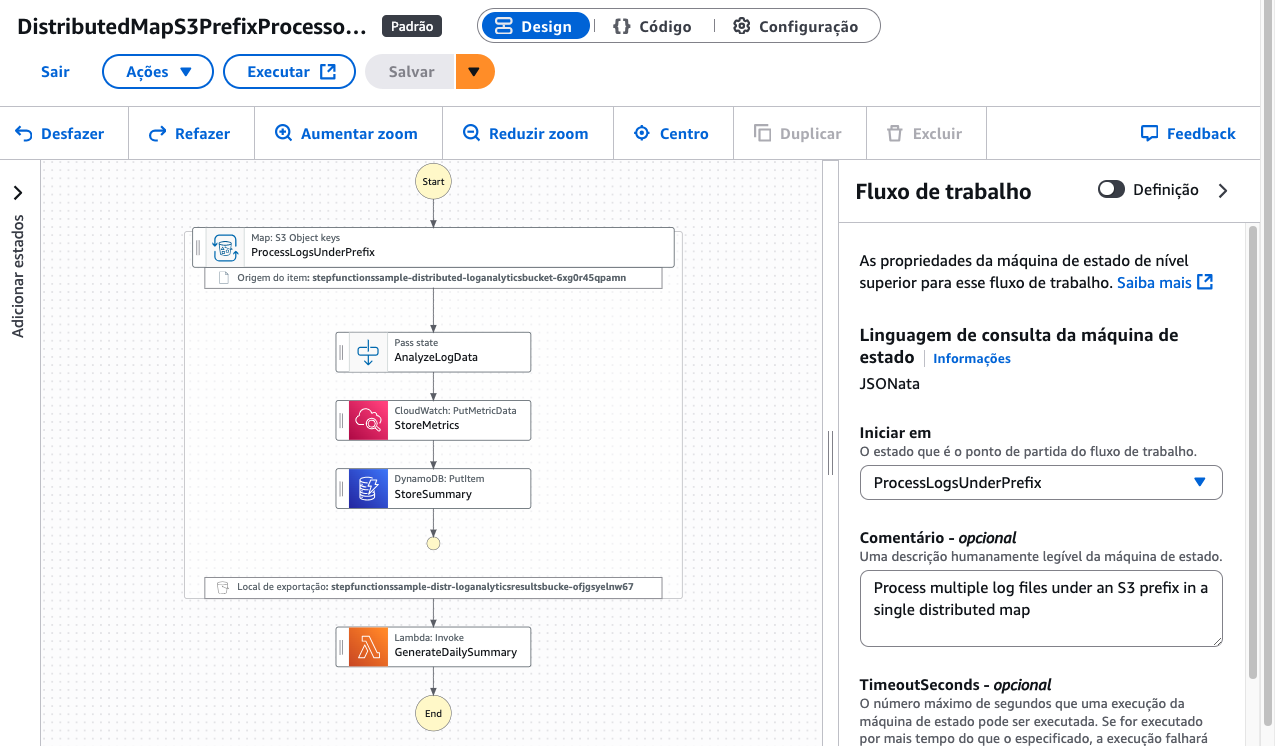 DistributedMapS3PrefixProcesso...
Padrão
Design
Código
Configuração
Sair
Ações
Executar
Salvar
Desfazer
Refazer
Aumentar zoom
Reduzir zoom
Centro
Duplicar
Excluir
Feedback
Adicionar estados
Start
Map: S3 Object keys
ProcessLogsUnderPrefix
Origem do item: stepfunctionssample-distributed-loganalyticsbucket-6xg0r45qpamn
Pass state
AnalyzeLogData
CloudWatch: PutMetricData
StoreMetrics
DynamoDB: PutItem
StoreSummary
Local de exportação: stepfunctionssample-distr-loganalyticsresultsbucke-ofjgsyelnw67
Lambda: Invoke
GenerateDailySummary
End
Fluxo de trabalho
Definição
As propriedades da máquina de estado de nível
superior para esse fluxo de trabalho. Saiba mais
Linguagem de consulta da máquina de
estado
Informações
JSONata
Iniciar em
O estado que é o ponto de partida do fluxo de trabalho.
ProcessLogsUnderPrefix
Comentário - opcional
Uma descrição humanamente legível da máquina de estado.
Process multiple log files under an S3 prefix in a
single distributed map
TimeoutSeconds - opcional
O número máximo de segundos que uma execução da
máquina de estado pode ser executada. Se for executado
por mais tempo do que o especificado, a execução falhará